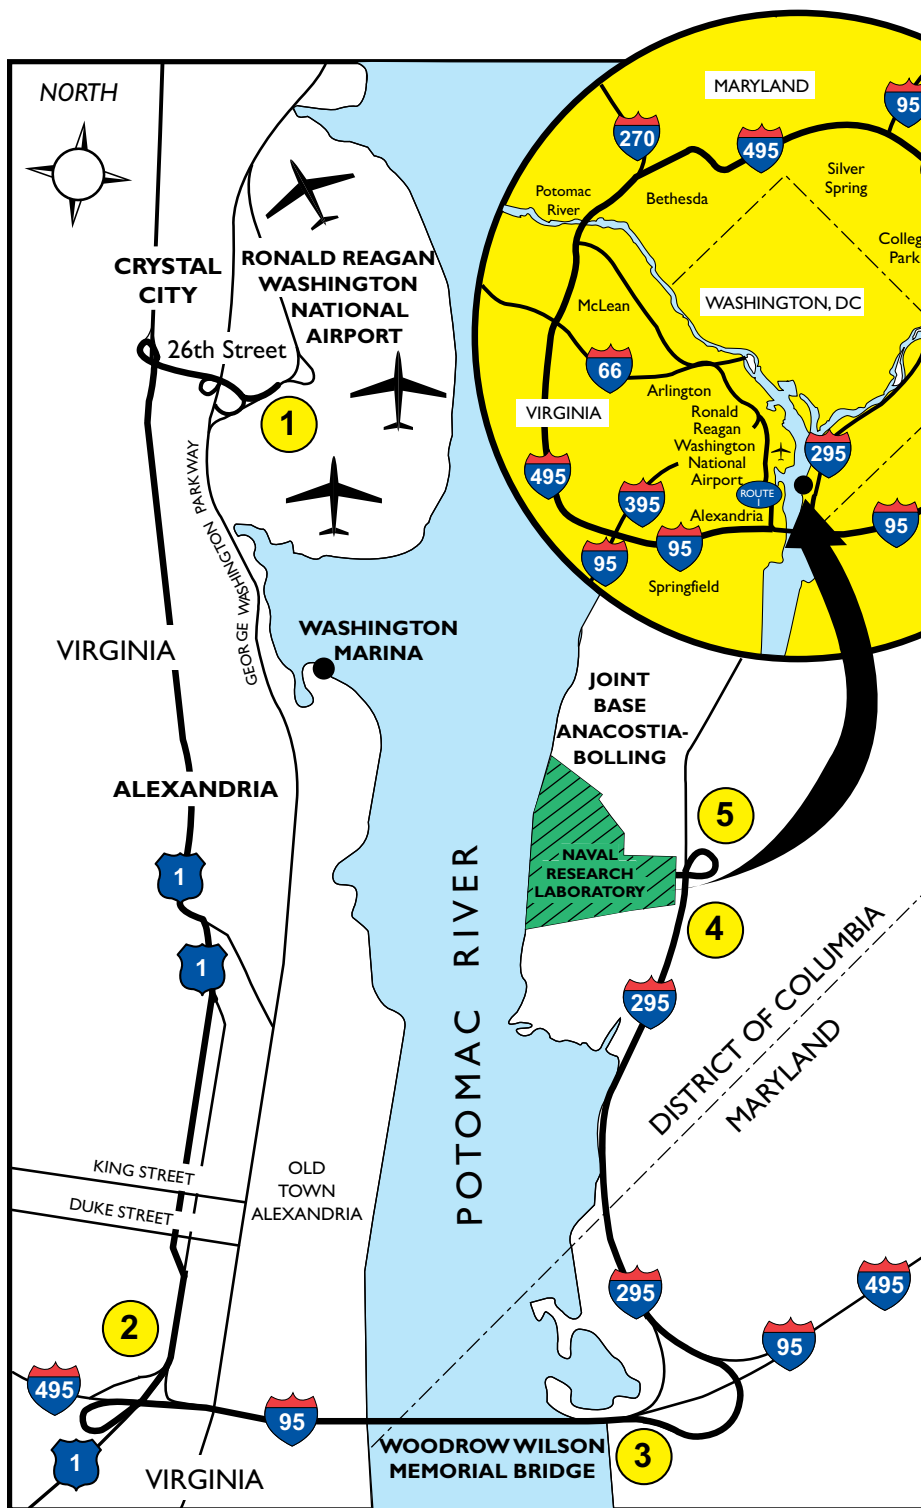 NORTH
CRYSTAL
CITY
RONALD REAGAN
WASHINGTON
NATIONAL
AIRPORT
26th Street
1
GEORGE WASHINGTON PARKWAY
VIRGINIA
WASHINGTON
MARINA
ALEXANDRIA
1
1
KING STREET
DUKE STREET
OLD
TOWN
ALEXANDRIA
2
495
1
95
VIRGINIA
WOODROW WILSON
MEMORIAL BRIDGE
3
POTOMAC RIVER
JOINT
BASE
ANACOSTIA-
BOLLING
NAVAL
RESEARCH
LABORATORY
5
4
295
DISTRICT OF COLUMBIA
MARYLAND
295
495
95
MARYLAND
95
270
495
Silver
Spring
Potomac
River
Bethesda
Colleg
Park
WASHINGTON, DC
McLean
66
Arlington
VIRGINIA
Ronald
Reagan
Washington
National
Airport
295
495
395
ROUTE
1
Alexandria
95
95
95
Springfield